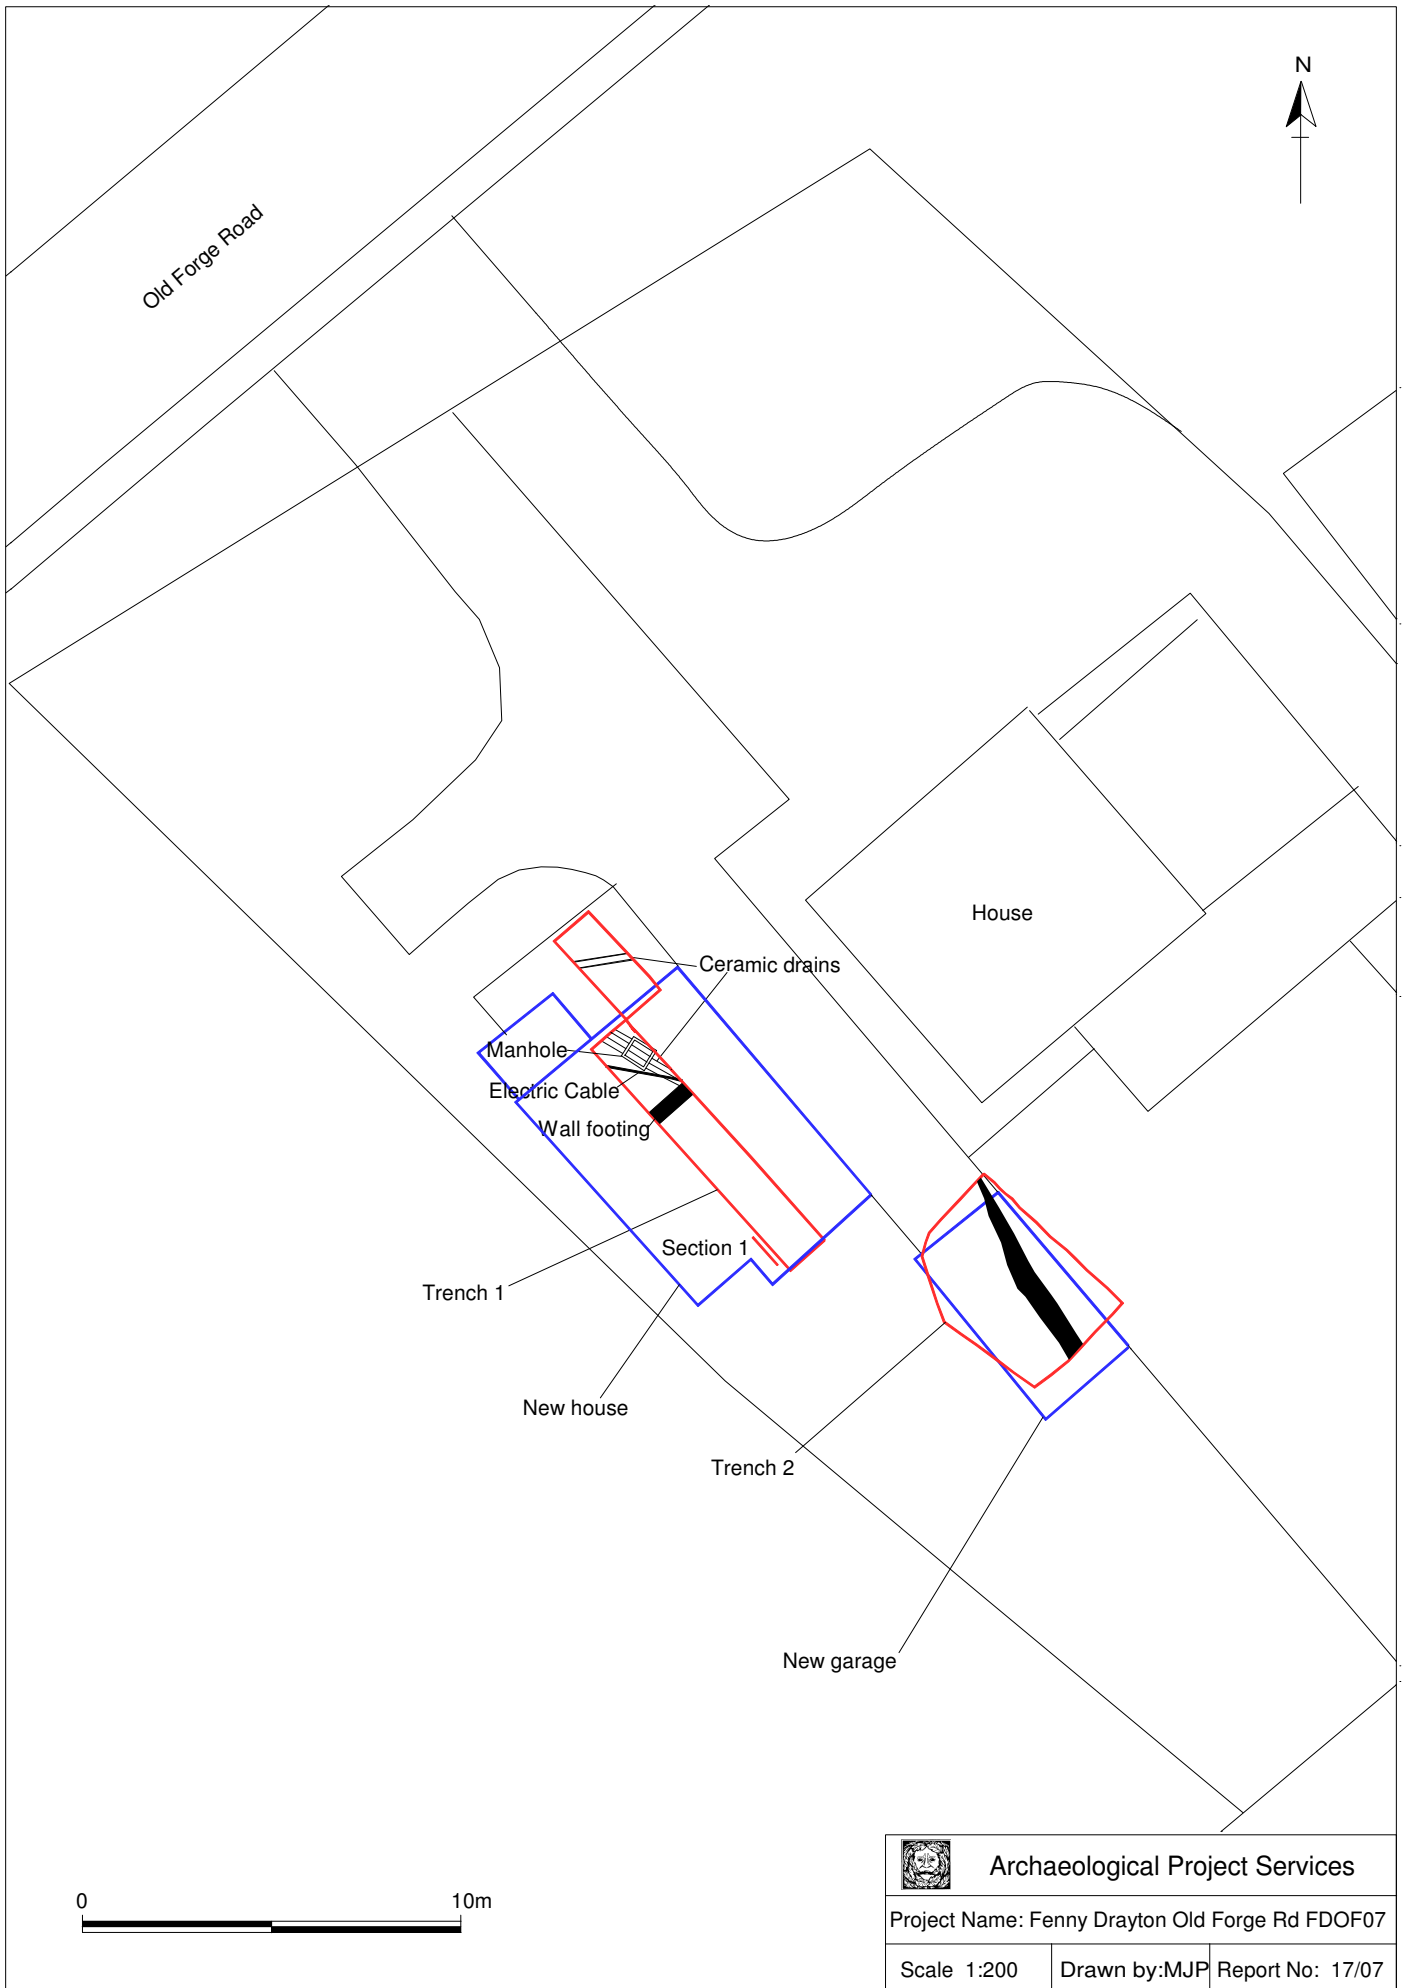 N
Old Forge Road
House
Ceramic drains
Manhole
Electric Cable
Wall footing
Section 1
Trench 1
New house
Trench 2
New garage
0 10m
Archaeological Project Services
Project Name: Fenny Drayton Old Forge Rd FDOF07
Scale 1:200 Drawn by:MJP Report No: 17/07